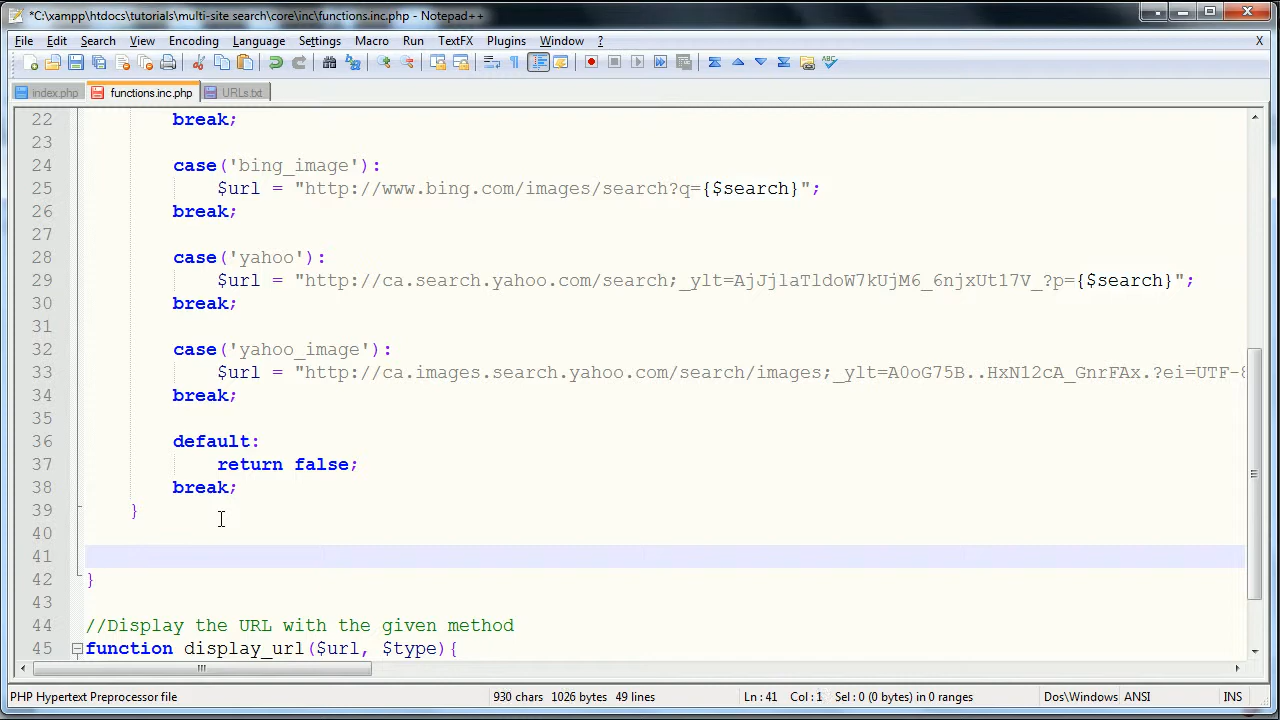 *C:\xampp\htdocs\tutorials\multi-site search\core\inc\functions.inc.php - Notepad++
File Edit Search View Encoding Language Settings Macro Run TextFX Plugins Window ? X
index.php functions.inc.php URLs.txt
22 break;
23
24 case('bing_image'):
25 $url = "http://www.bing.com/images/search?q={$search}";
26 break;
27
28 case('yahoo'):
29 $url = "http://ca.search.yahoo.com/search;_ylt=AjJjlaTldoW7kUjM6_6njxUt17V_?p={$search}";
30 break;
31
32 case('yahoo_image'):
33 $url = "http://ca.images.search.yahoo.com/search/images;_ylt=A0oG75B..HxN12cA_GnrFAx.?ei=UTF-8
34 break;
35
36 default:
37 return false;
38 break;
39 }
40
41
42 }
43
44 //Display the URL with the given method
45 function display_url($url, $type){
PHP Hypertext Preprocessor file 930 chars 1026 bytes 49 lines Ln : 41 Col : 1 Sel : 0 (0 bytes) in 0 ranges Dos\Windows ANSI INS